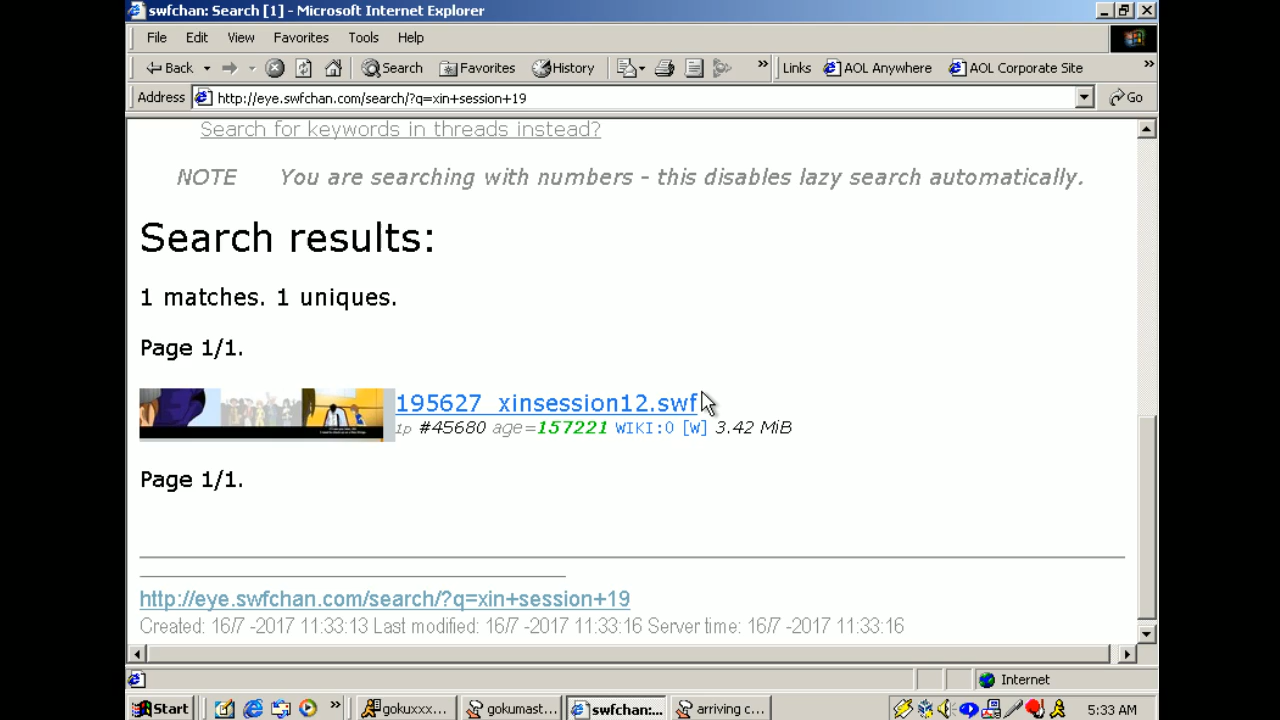 swfchan: Search [1] - Microsoft Internet Explorer
File Edit View Favorites Tools Help
Back Search Favorites History » Links AOL Anywhere AOL Corporate Site »
Address http://eye.swfchan.com/search/?q=xin+session+19 Go
Search for keywords in threads instead?
NOTE You are searching with numbers - this disables lazy search automatically.
Search results:
1 matches. 1 uniques.
Page 1/1.
195627_xinsession12.swf
1p #45680 age=157221 WIKI:0 [W] 3.42 MiB
Page 1/1.
http://eye.swfchan.com/search/?q=xin+session+19
Created: 16/7 -2017 11:33:13 Last modified: 16/7 -2017 11:33:16 Server time: 16/7 -2017 11:33:16
Internet
Start » gokuxxx... gokumast... swfchan:... arriving c... 5:33 AM